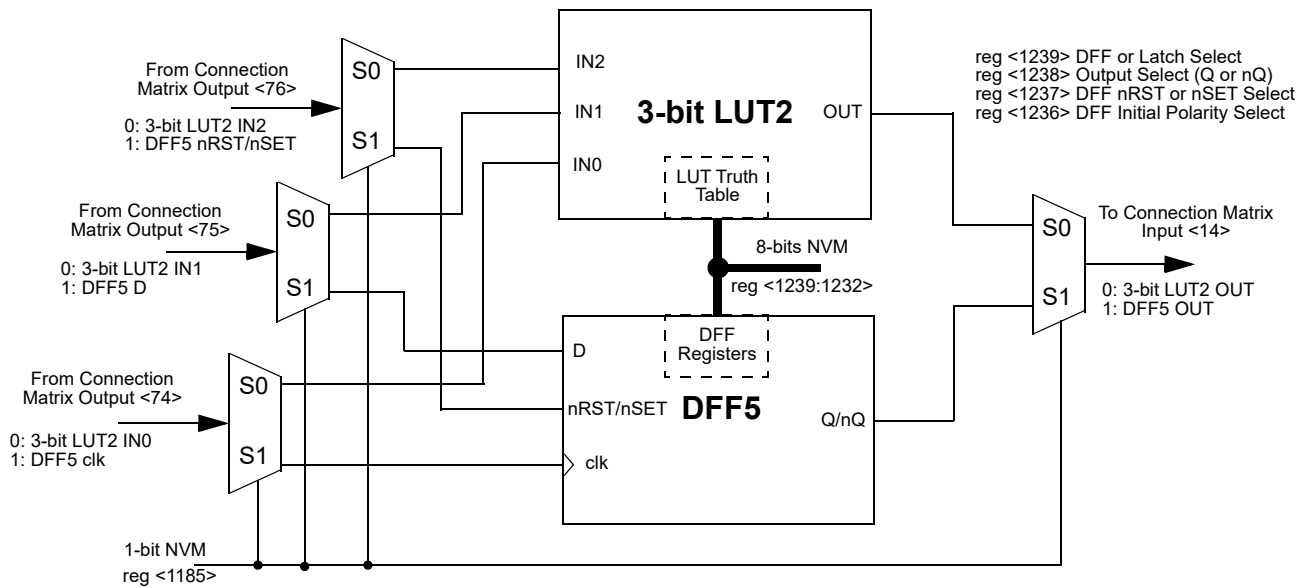 From Connection
Matrix Output <76>
0: 3-bit LUT2 IN2
1: DFF5 nRST/nSET
S0
S1
From Connection
Matrix Output <75>
0: 3-bit LUT2 IN1
1: DFF5 D
S0
S1
From Connection
Matrix Output <74>
0: 3-bit LUT2 IN0
1: DFF5 clk
S0
S1
1-bit NVM
reg <1185>
IN2
IN1
IN0
3-bit LUT2
OUT
LUT Truth
Table
8-bits NVM
reg <1239:1232>
DFF
Registers
D
nRST/nSET
clk
DFF5
Q/nQ
reg <1239> DFF or Latch Select
reg <1238> Output Select (Q or nQ)
reg <1237> DFF nRST or nSET Select
reg <1236> DFF Initial Polarity Select
S0
S1
To Connection Matrix
Input <14>
0: 3-bit LUT2 OUT
1: DFF5 OUT